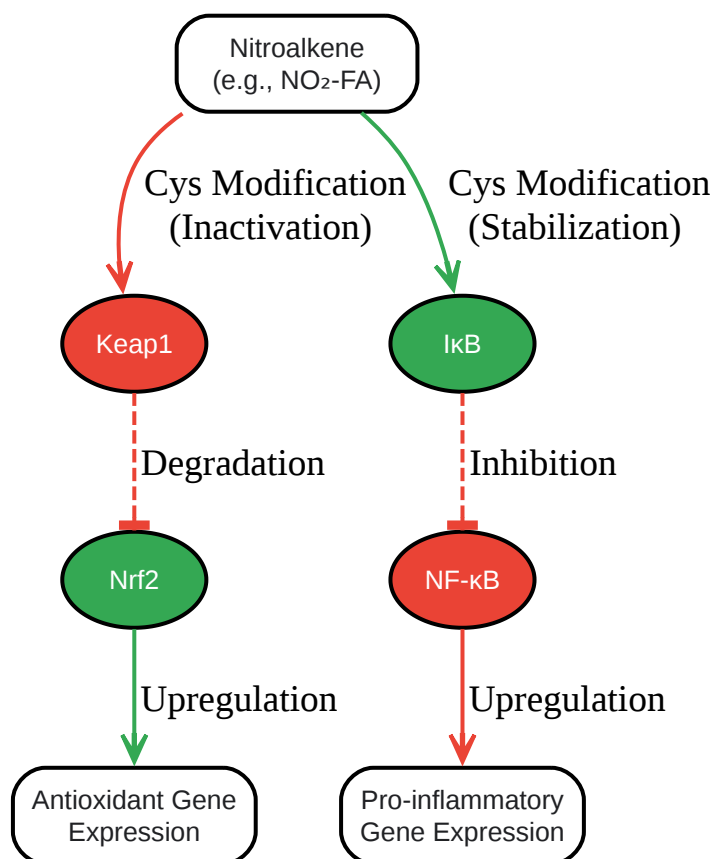 Nitroalkene
(e.g., NO₂-FA)
Cys Modification
(Inactivation)
Cys Modification
(Stabilization)
Keap1
IκB
Degradation
Inhibition
Nrf2
NF-κB
Upregulation
Upregulation
Antioxidant Gene
Expression
Pro-inflammatory
Gene Expression